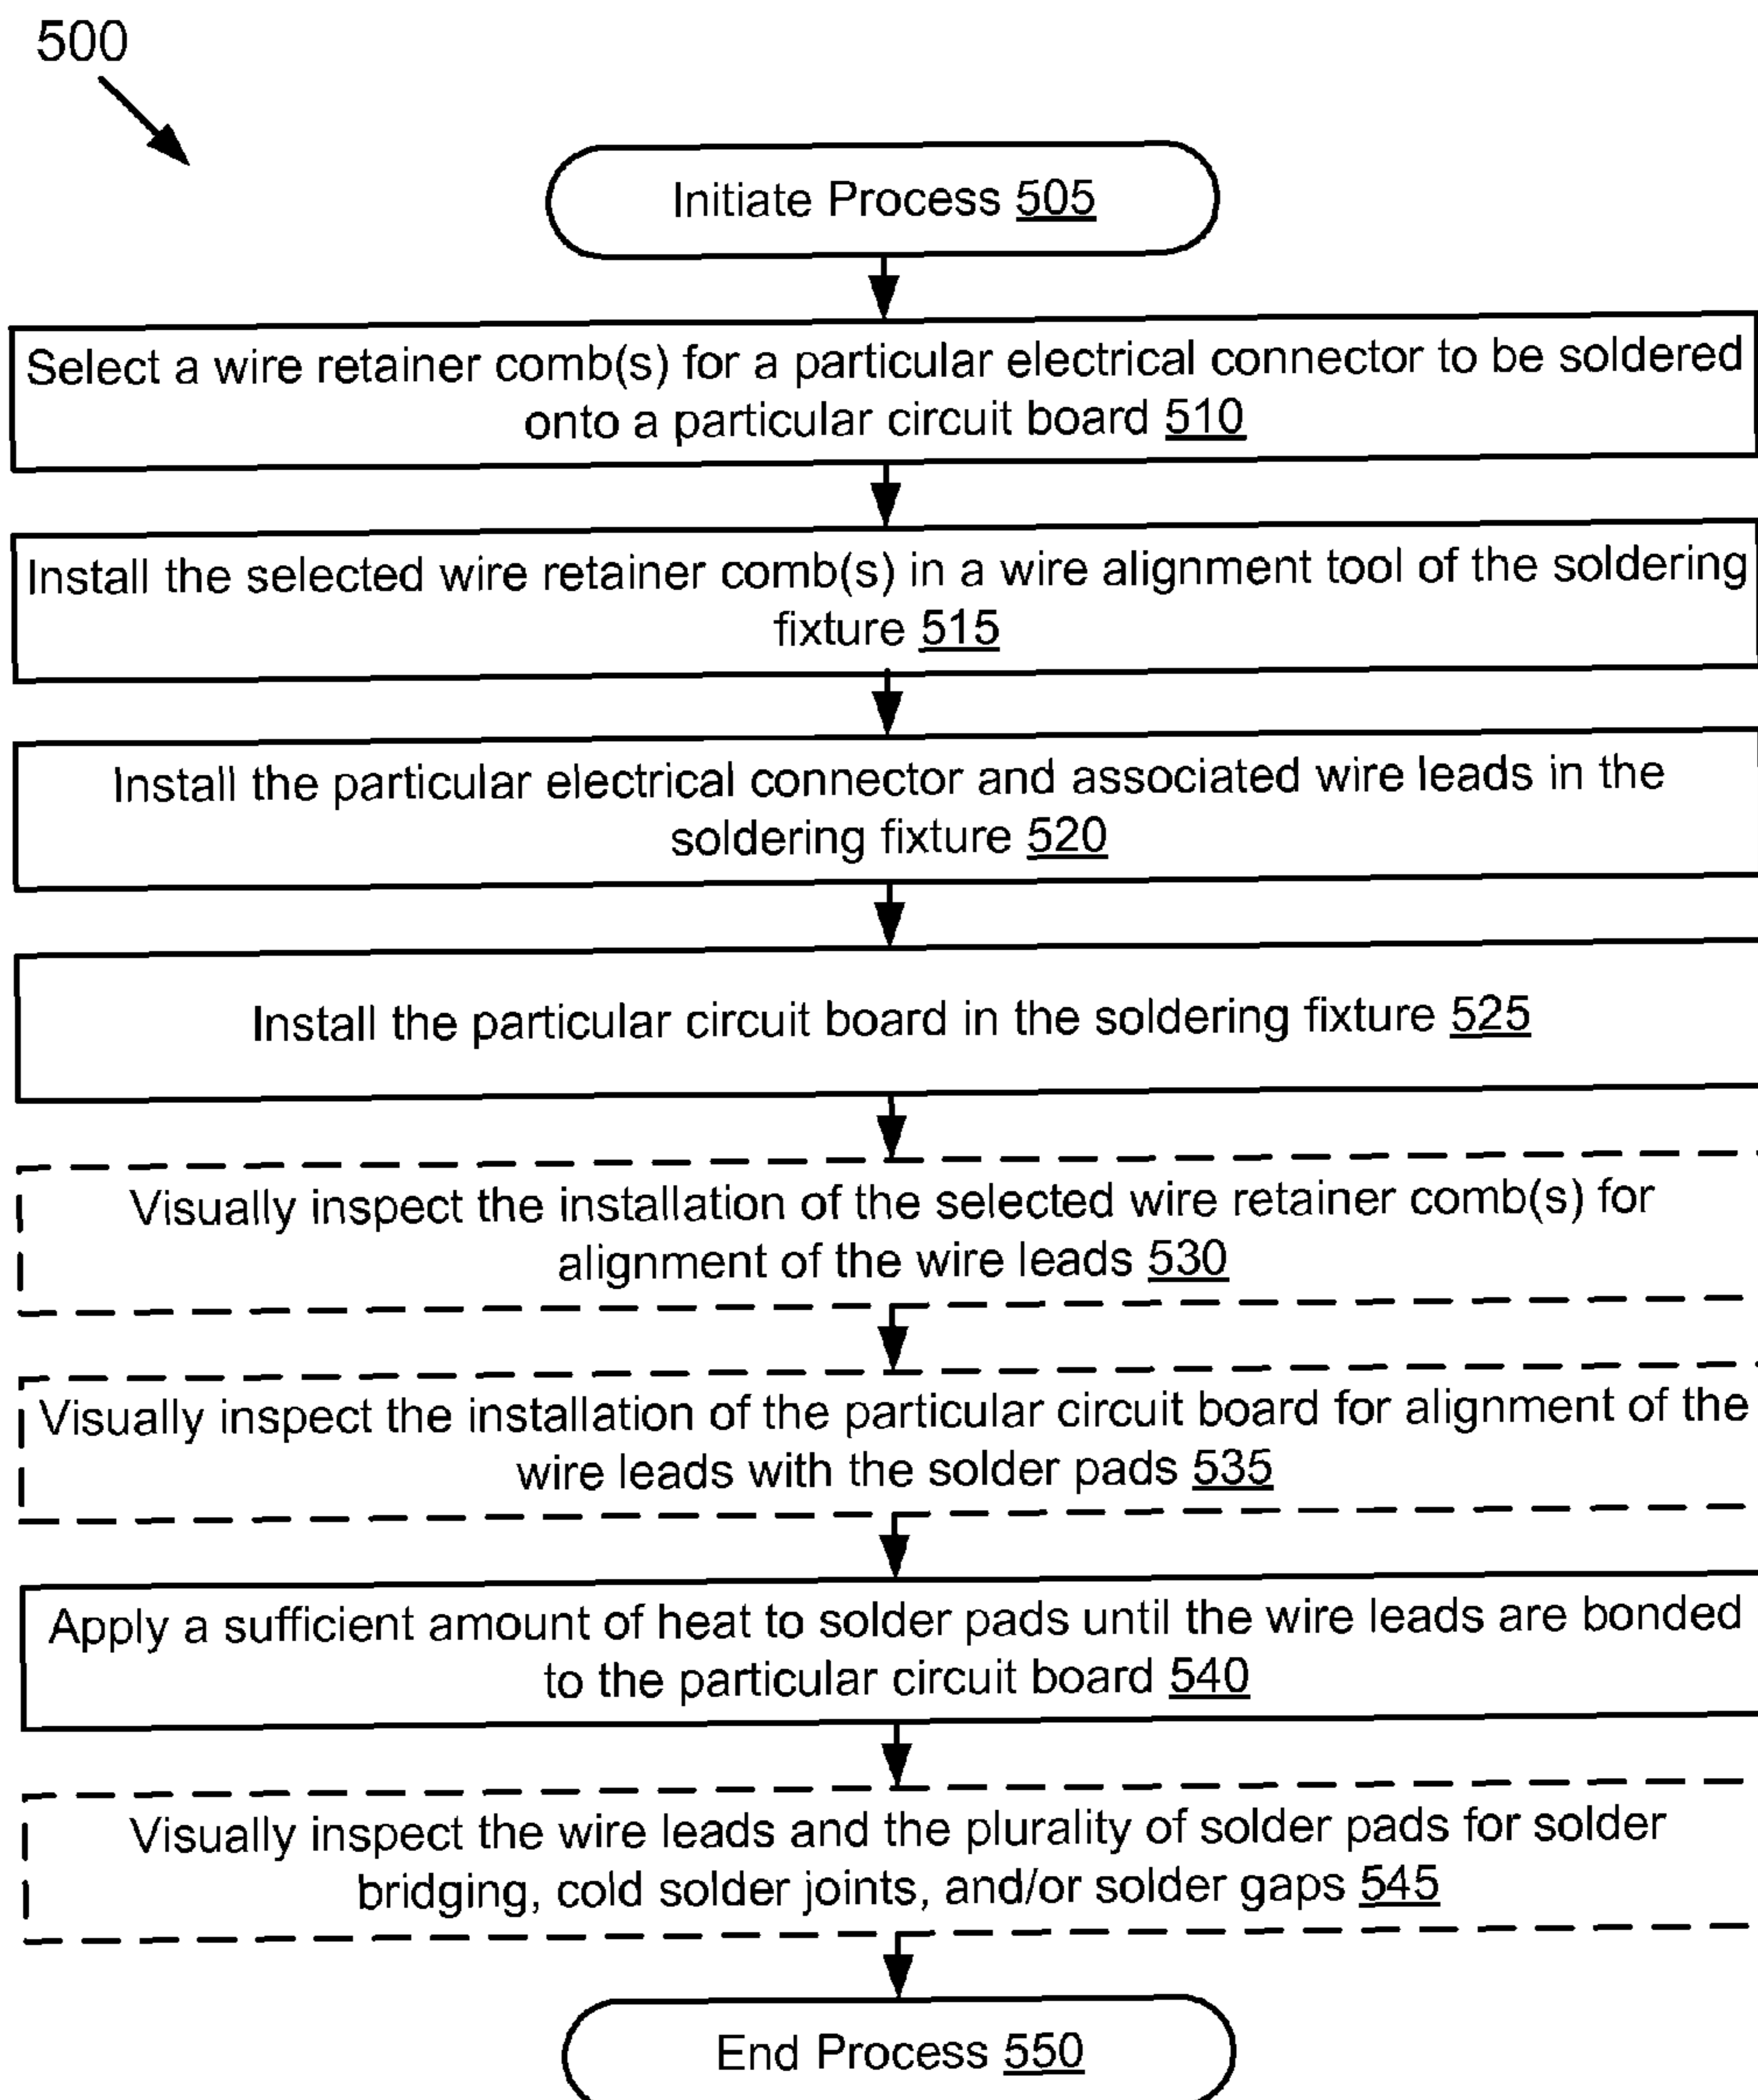 500
Initiate Process 505
Select a wire retainer comb(s) for a particular electrical connector to be soldered
onto a particular circuit board 510
Install the selected wire retainer comb(s) in a wire alignment tool of the soldering
fixture 515
Install the particular electrical connector and associated wire leads in the
soldering fixture 520
Install the particular circuit board in the soldering fixture 525
Visually inspect the installation of the selected wire retainer comb(s) for
alignment of the wire leads 530
Visually inspect the installation of the particular circuit board for alignment of the
wire leads with the solder pads 535
Apply a sufficient amount of heat to solder pads until the wire leads are bonded
to the particular circuit board 540
Visually inspect the wire leads and the plurality of solder pads for solder
bridging, cold solder joints, and/or solder gaps 545
End Process 550